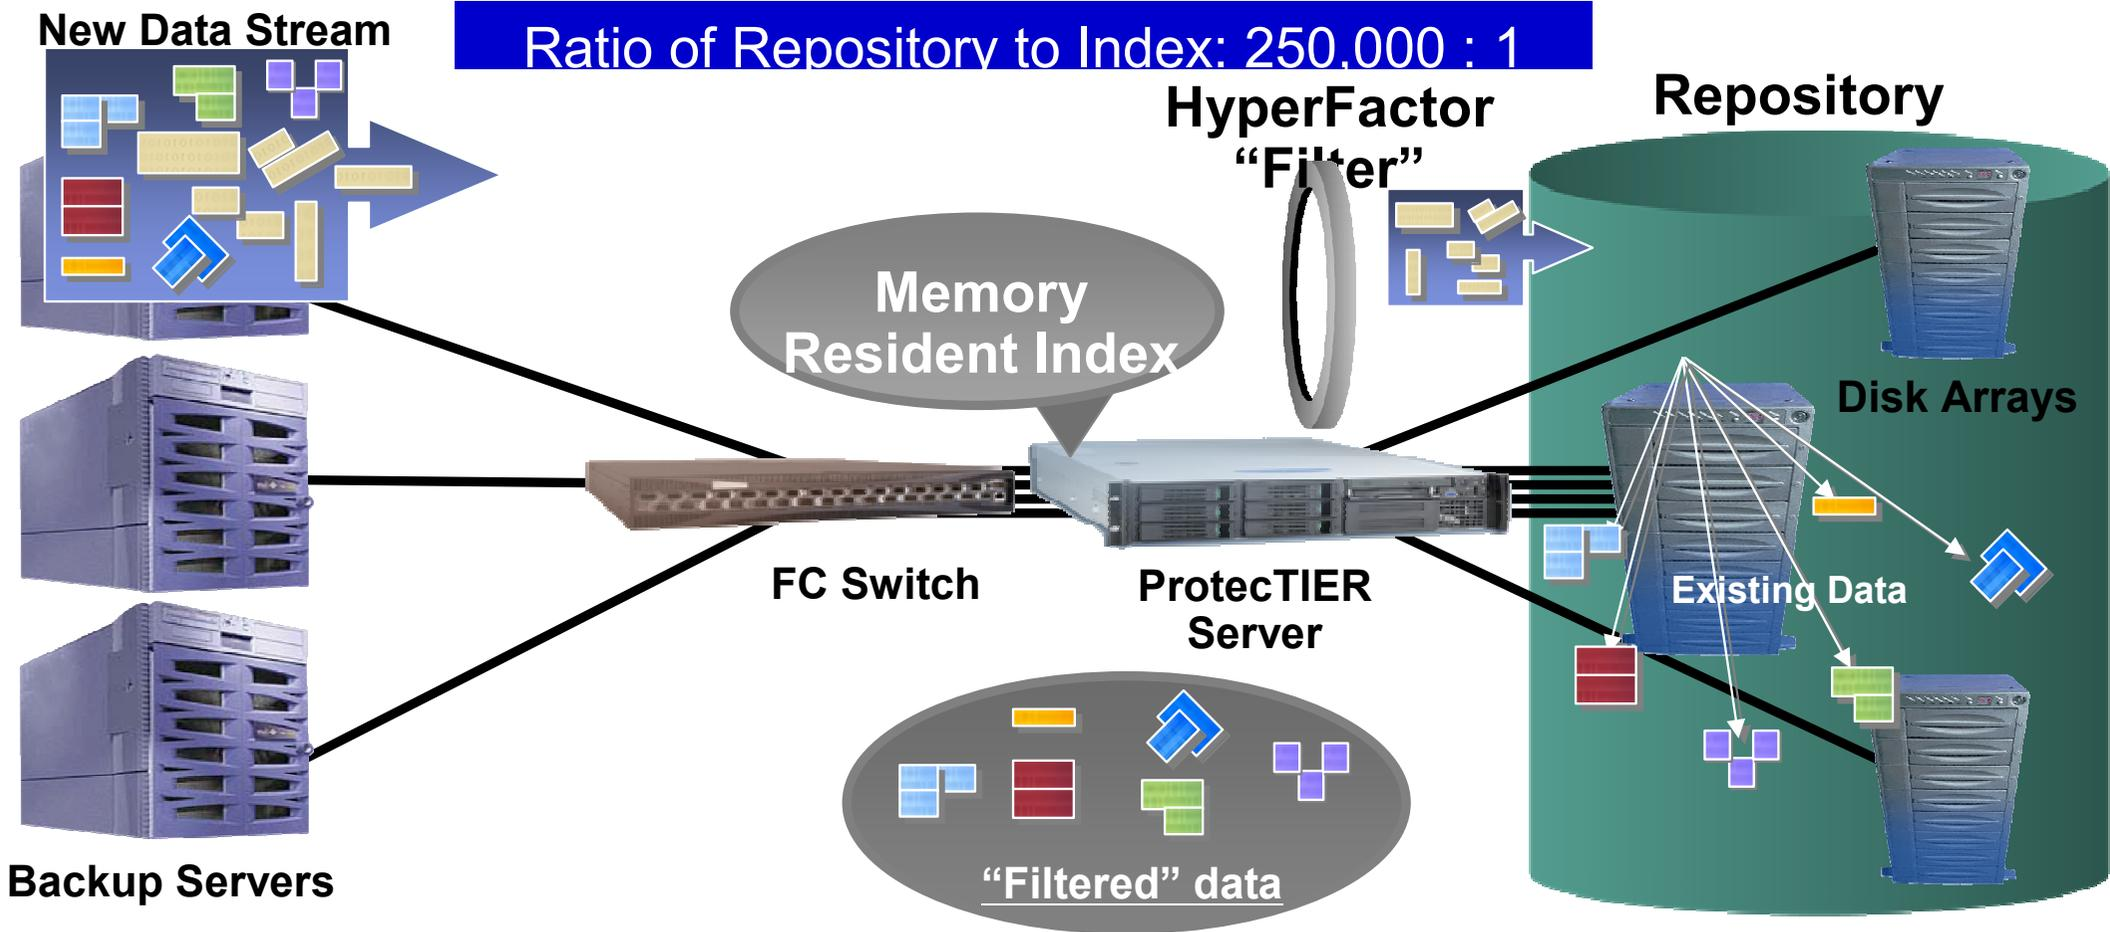 New Data Stream
Ratio of Repository to Index: 250,000 : 1
HyperFactor
“Filter”
Repository
Memory
Resident Index
Disk Arrays
FC Switch
ProtecTIER
Server
Existing Data
Backup Servers
“Filtered” data